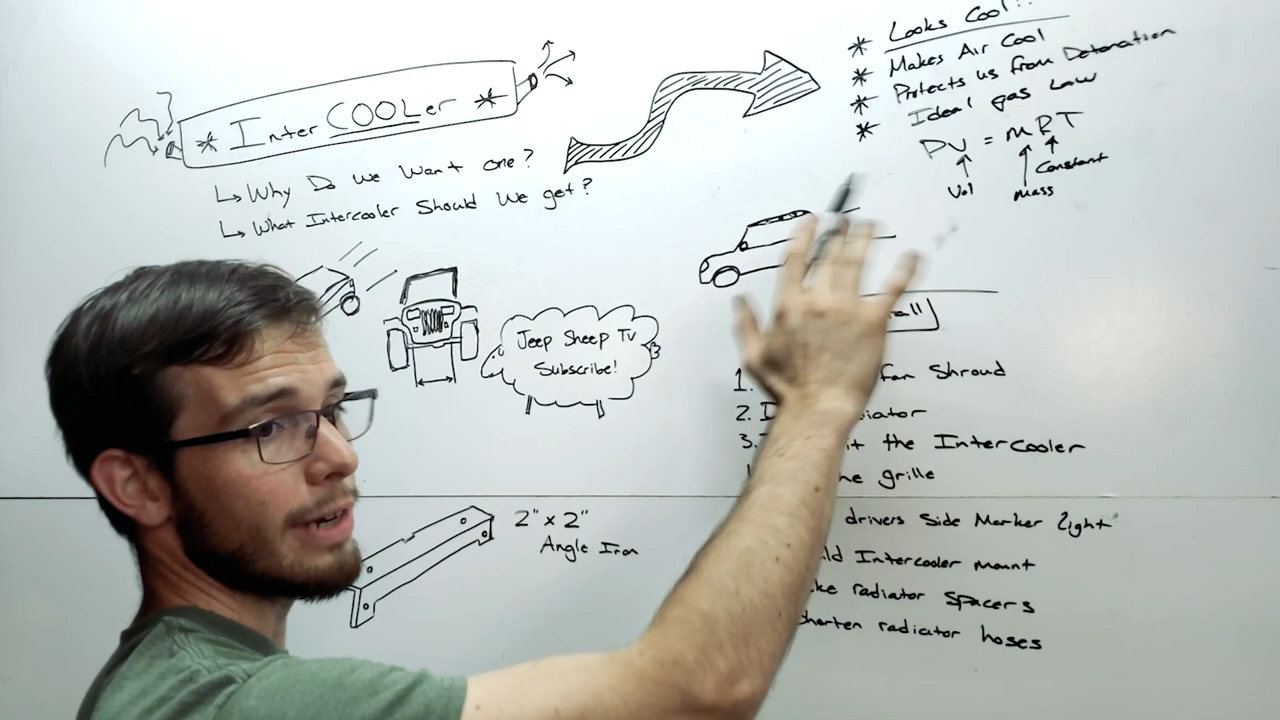 * InterCOOLer *
↳ Why Do we Want one?
↳ What Intercooler Should We get?
* Looks Cool!!
* Makes Air Cool
* Protects us from Detonation
* Ideal gas Law
PV = mRT
Vol
mass
Constant
Jeep Sheep Tv
Subscribe!
2" x 2"
Angle Iron
1. fan Shroud
2.
3. the Intercooler
grille
drivers Side Marker light
Intercooler mount
radiator Spacers
Shorten radiator hoses